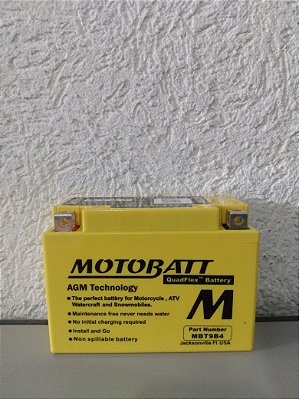 MOTOBATT
QuadFlex™ Battery
AGM Technology
● The perfect battery for Motorcycle , ATV
Watercraft and Snowmobiles.
● Maintenance free never needs water
● No initial charging required
● Install and Go
● Non spillable battery
M
Part Number
MBT9B4
Jacksonville Fl. USA